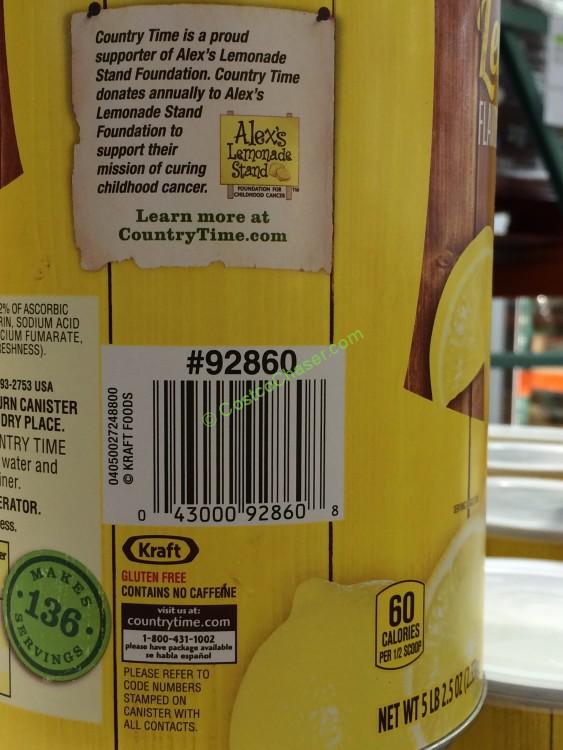 Country Time is a proud
supporter of Alex's Lemonade
Stand Foundation. Country Time
donates annually to Alex's
Lemonade Stand
Foundation to
support their
mission of curing
childhood cancer.
Alex's
Lemonade
Stand
FOUNDATION FOR
CHILDHOOD CANCER
TM
Learn more at
CountryTime.com
2% OF ASCORBIC
RIN, SODIUM ACID
CIUM FUMARATE,
RESHNESS).
93-2753 USA
URN CANISTER
DRY PLACE.
NTRY TIME
water and
iner.
ERATOR.
ess.
MAKES
136
SERVINGS
#92860
04050027248800
© KRAFT FOODS
0 43000 92860 8
© CostcoChaser.com
Kraft
GLUTEN FREE
CONTAINS NO CAFFEINE
visit us at:
countrytime.com
1-800-431-1002
please have package available
se habla español
PLEASE REFER TO
CODE NUMBERS
STAMPED ON
CANISTER WITH
ALL CONTACTS.
60
CALORIES
PER 1/2 SCOOP
NET WT 5 LB 2.5 OZ
Le
FLA